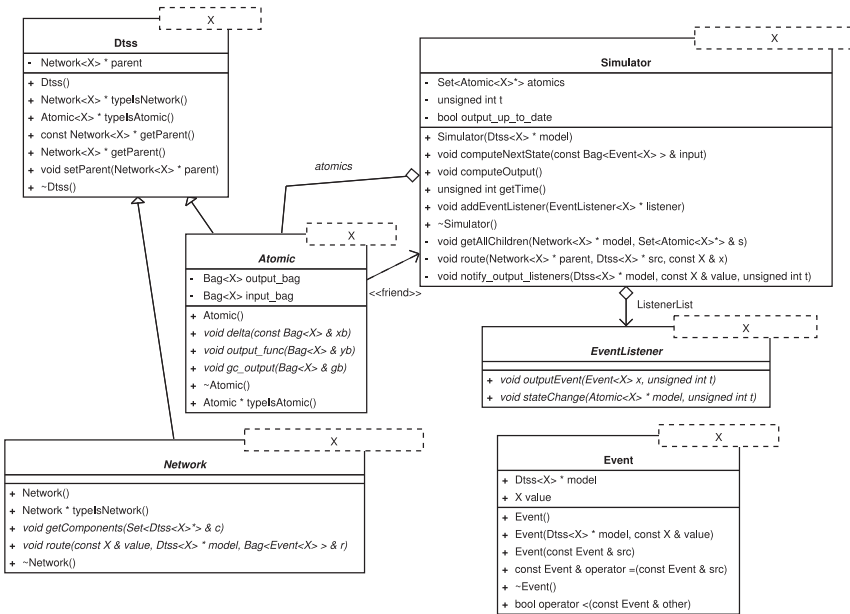 X
Dtss
- Network<X> * parent
+ Dtss()
+ Network<X> * typeIsNetwork()
+ Atomic<X> * typeIsAtomic()
+ const Network<X> * getParent()
+ Network<X> * getParent()
+ void setParent(Network<X> * parent)
+ ~Dtss()
X
Simulator
- Set<Atomic<X>*> atomics
- unsigned int t
- bool output_up_to_date
+ Simulator(Dtss<X> * model)
+ void computeNextState(const Bag<Event<X> > & input)
+ void computeOutput()
+ unsigned int getTime()
+ void addEventListener(EventListener<X> * listener)
+ ~Simulator()
- void getAllChildren(Network<X> * model, Set<Atomic<X>*> & s)
- void route(Network<X> * parent, Dtss<X> * src, const X & x)
- void notify_output_listeners(Dtss<X> * model, const X & value, unsigned int t)
atomics
X
Atomic
- Bag<X> output_bag
- Bag<X> input_bag
+ Atomic()
+ void delta(const Bag<X> & xb)
+ void output_func(Bag<X> & yb)
+ void gc_output(Bag<X> & gb)
+ ~Atomic()
+ Atomic * typeIsAtomic()
<<friend>>
ListenerList
X
EventListener
+ void outputEvent(Event<X> x, unsigned int t)
+ void stateChange(Atomic<X> * model, unsigned int t)
X
Network
+ Network()
+ Network * typeIsNetwork()
+ void getComponents(Set<Dtss<X>*> & c)
+ void route(const X & value, Dtss<X> * model, Bag<Event<X> > & r)
+ ~Network()
X
Event
+ Dtss<X> * model
+ X value
+ Event()
+ Event(Dtss<X> * model, const X & value)
+ Event(const Event & src)
+ const Event & operator =(const Event & src)
+ ~Event()
+ bool operator <(const Event & other)